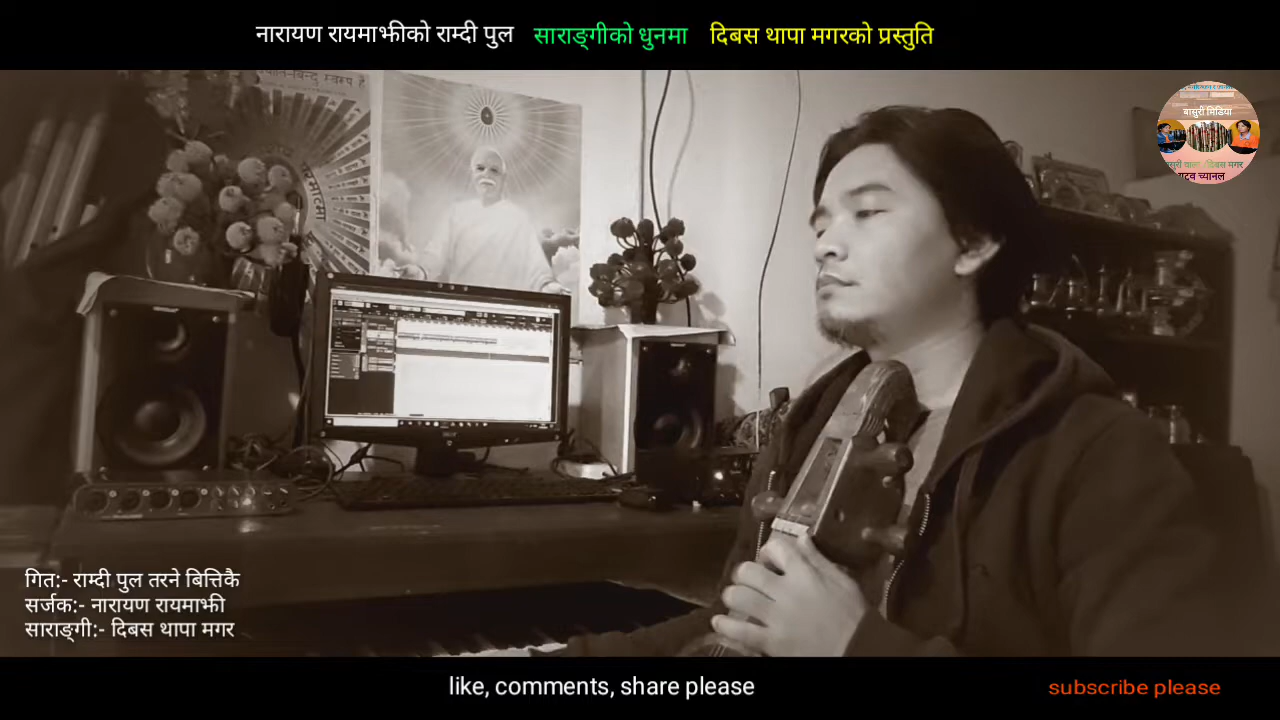 नारायण रायमाझीको राम्दी पुल सारङ्गीको धुनमा दिबस थापा मगरको प्रस्तुति
बासुरी मिडिया
परमात्मा
गित:- राम्दी पुल तरने बित्तिकै
सर्जक:- नारायण रायमाझी
साराङ्गी:- दिबस थापा मगर
like, comments, share please
subscribe please